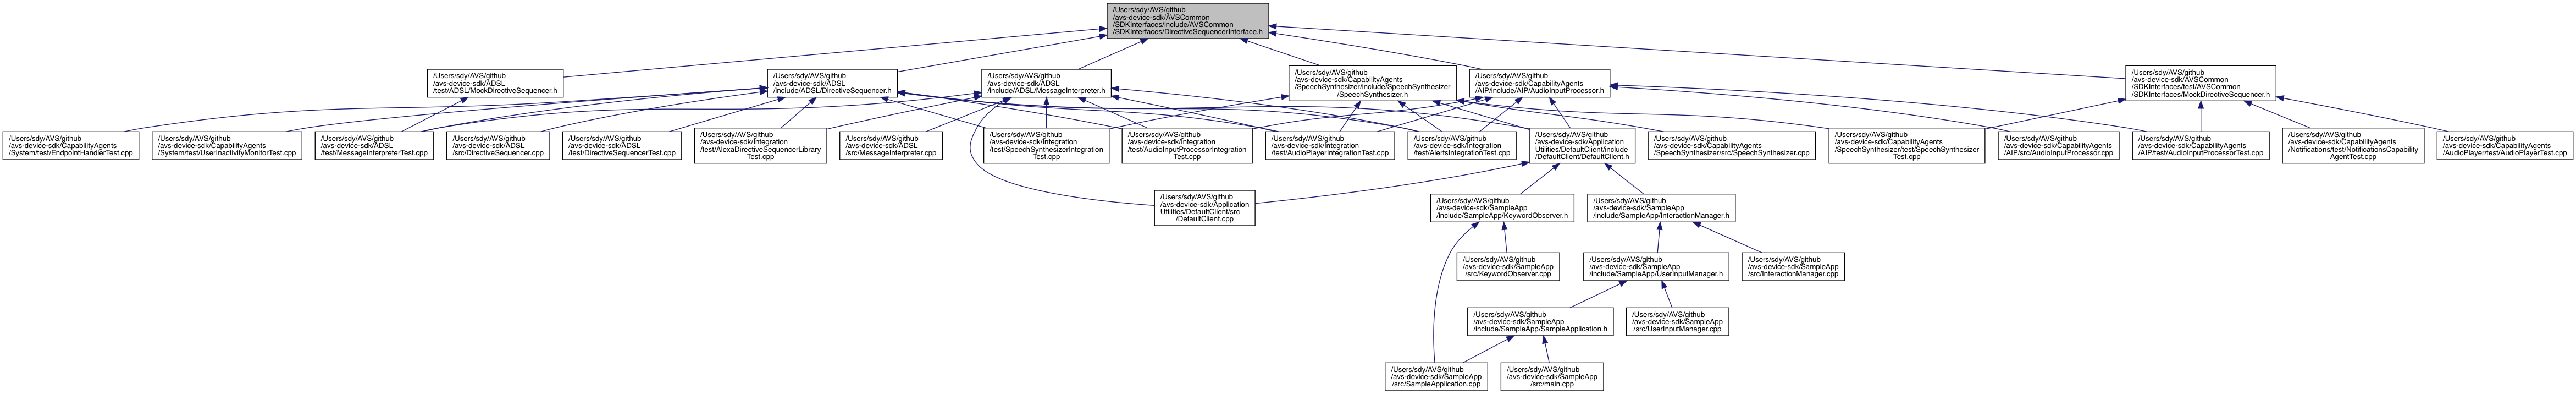 /Users/sdy/AVS/github
/avs-device-sdk/AVSCommon
/SDKInterfaces/include/AVSCommon
/SDKInterfaces/DirectiveSequencerInterface.h
/Users/sdy/AVS/github
/avs-device-sdk/ADSL
/test/ADSL/MockDirectiveSequencer.h
/Users/sdy/AVS/github
/avs-device-sdk/ADSL
/include/ADSL/DirectiveSequencer.h
/Users/sdy/AVS/github
/avs-device-sdk/ADSL
/include/ADSL/MessageInterpreter.h
/Users/sdy/AVS/github
/avs-device-sdk/CapabilityAgents
/SpeechSynthesizer/include/SpeechSynthesizer
/SpeechSynthesizer.h
/Users/sdy/AVS/github
/avs-device-sdk/CapabilityAgents
/AIP/include/AIP/AudioInputProcessor.h
/Users/sdy/AVS/github
/avs-device-sdk/AVSCommon
/SDKInterfaces/test/AVSCommon
/SDKInterfaces/MockDirectiveSequencer.h
/Users/sdy/AVS/github
/avs-device-sdk/CapabilityAgents
/System/test/EndpointHandlerTest.cpp
/Users/sdy/AVS/github
/avs-device-sdk/CapabilityAgents
/System/test/UserInactivityMonitorTest.cpp
/Users/sdy/AVS/github
/avs-device-sdk/ADSL
/test/MessageInterpreterTest.cpp
/Users/sdy/AVS/github
/avs-device-sdk/ADSL
/src/DirectiveSequencer.cpp
/Users/sdy/AVS/github
/avs-device-sdk/ADSL
/test/DirectiveSequencerTest.cpp
/Users/sdy/AVS/github
/avs-device-sdk/Integration
/test/AlexaDirectiveSequencerLibrary
Test.cpp
/Users/sdy/AVS/github
/avs-device-sdk/ADSL
/src/MessageInterpreter.cpp
/Users/sdy/AVS/github
/avs-device-sdk/Integration
/test/SpeechSynthesizerIntegration
Test.cpp
/Users/sdy/AVS/github
/avs-device-sdk/Integration
/test/AudioInputProcessorIntegration
Test.cpp
/Users/sdy/AVS/github
/avs-device-sdk/Integration
/test/AudioPlayerIntegrationTest.cpp
/Users/sdy/AVS/github
/avs-device-sdk/Integration
/test/AlertsIntegrationTest.cpp
/Users/sdy/AVS/github
/avs-device-sdk/Application
Utilities/DefaultClient/include
/DefaultClient/DefaultClient.h
/Users/sdy/AVS/github
/avs-device-sdk/CapabilityAgents
/SpeechSynthesizer/src/SpeechSynthesizer.cpp
/Users/sdy/AVS/github
/avs-device-sdk/CapabilityAgents
/SpeechSynthesizer/test/SpeechSynthesizer
Test.cpp
/Users/sdy/AVS/github
/avs-device-sdk/CapabilityAgents
/AIP/src/AudioInputProcessor.cpp
/Users/sdy/AVS/github
/avs-device-sdk/CapabilityAgents
/AIP/test/AudioInputProcessorTest.cpp
/Users/sdy/AVS/github
/avs-device-sdk/CapabilityAgents
/Notifications/test/NotificationsCapability
AgentTest.cpp
/Users/sdy/AVS/github
/avs-device-sdk/CapabilityAgents
/AudioPlayer/test/AudioPlayerTest.cpp
/Users/sdy/AVS/github
/avs-device-sdk/Application
Utilities/DefaultClient/src
/DefaultClient.cpp
/Users/sdy/AVS/github
/avs-device-sdk/SampleApp
/include/SampleApp/KeywordObserver.h
/Users/sdy/AVS/github
/avs-device-sdk/SampleApp
/include/SampleApp/InteractionManager.h
/Users/sdy/AVS/github
/avs-device-sdk/SampleApp
/src/KeywordObserver.cpp
/Users/sdy/AVS/github
/avs-device-sdk/SampleApp
/include/SampleApp/UserInputManager.h
/Users/sdy/AVS/github
/avs-device-sdk/SampleApp
/src/InteractionManager.cpp
/Users/sdy/AVS/github
/avs-device-sdk/SampleApp
/include/SampleApp/SampleApplication.h
/Users/sdy/AVS/github
/avs-device-sdk/SampleApp
/src/UserInputManager.cpp
/Users/sdy/AVS/github
/avs-device-sdk/SampleApp
/src/SampleApplication.cpp
/Users/sdy/AVS/github
/avs-device-sdk/SampleApp
/src/main.cpp